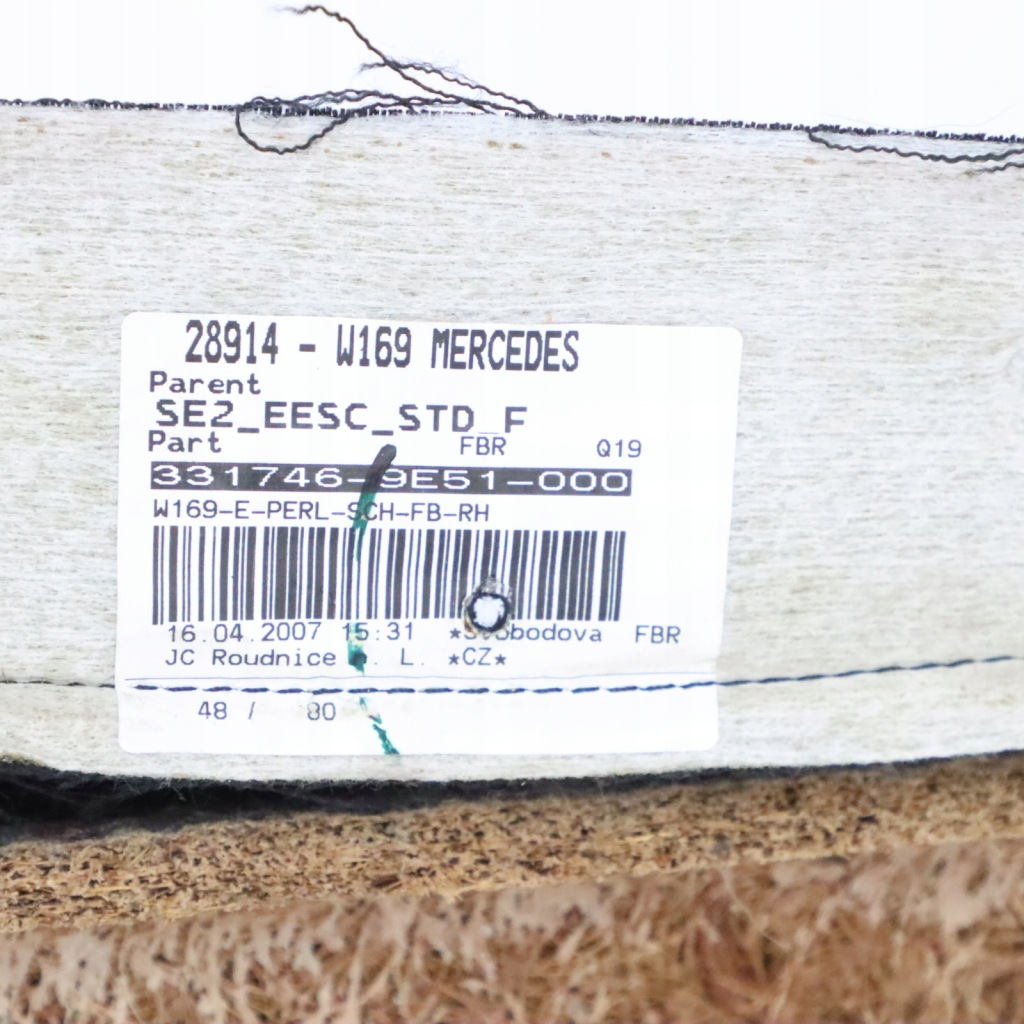 28914 - W169 MERCEDES
Parent
SE2_EESC_STD_F
Part FBR Q19
331746-9E51-000
W169-E-PERL-SCH-FB-RH
16.04.2007 15:31 FBR
JC Roudnice L. *CZ*
48 / 80